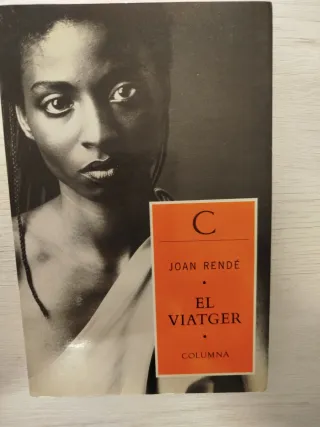 C
JOAN RENDÉ
EL
VIATGER
COLUMNA